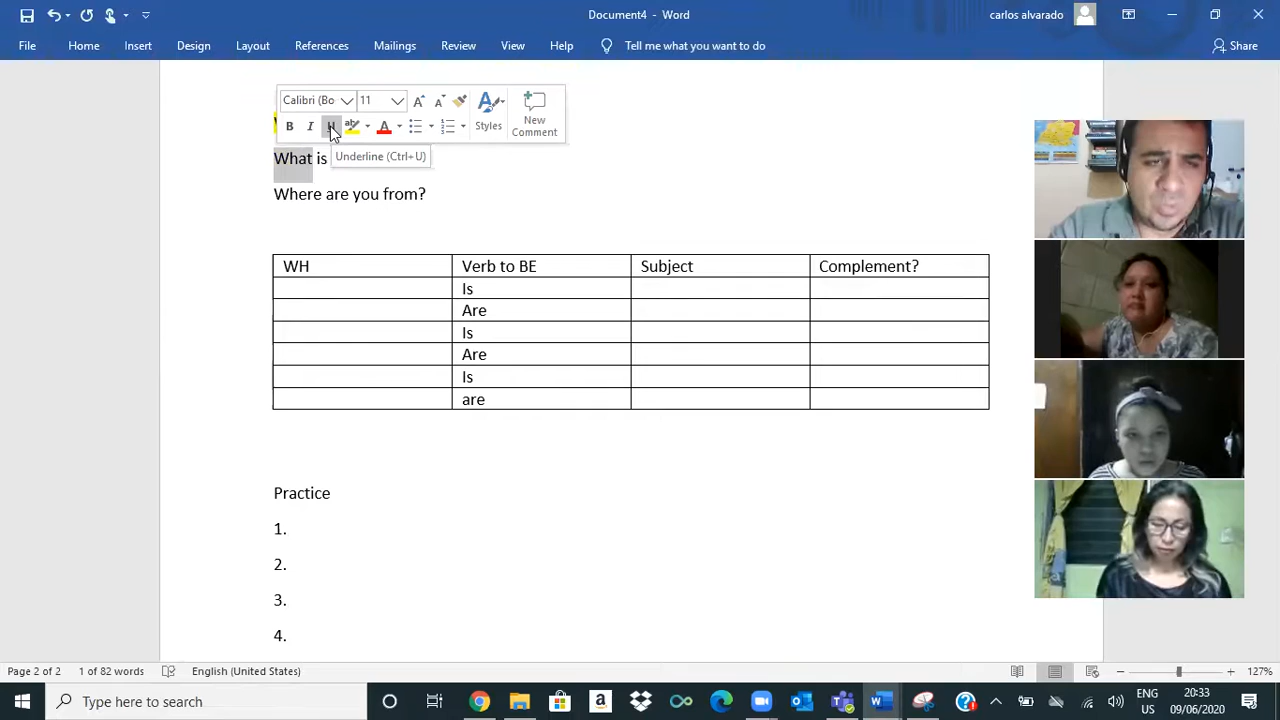 Document4 - Word
carlos alvarado
File Home Insert Design Layout References Mailings Review View Help Tell me what you want to do Share
Calibri (Bo 11
B I U aby A Styles New Comment
What is
Underline (Ctrl+U)
Where are you from?
WH Verb to BE Subject Complement?
Is
Are
Is
Are
Is
are
Practice
1.
2.
3.
4.
Page 2 of 2 1 of 82 words English (United States) 127%
Type here to search
ENG 20:33
US 09/06/2020